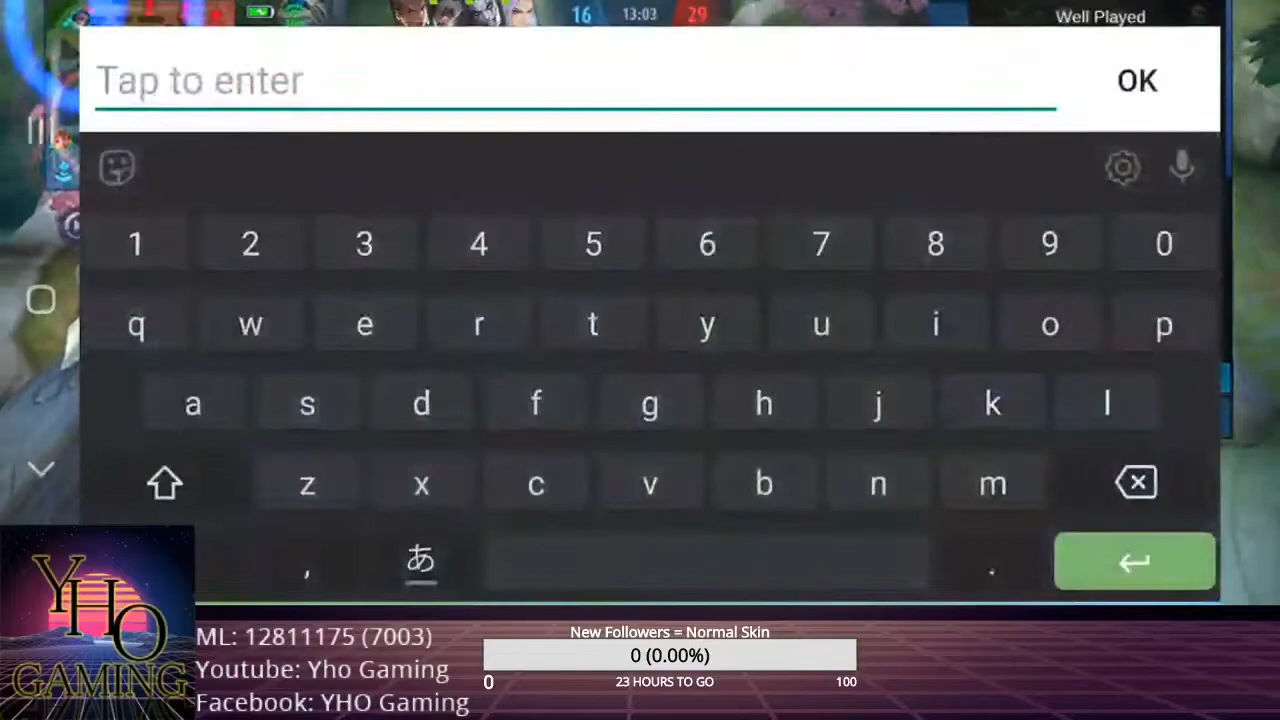 16 13:03 29 Well Played
Tap to enter OK
1 2 3 4 5 6 7 8 9 0
q w e r t y u i o p
a s d f g h j k l
z x c v b n m
, あ .
YHO
GAMING
ML: 12811175 (7003)
Youtube: Yho Gaming
Facebook: YHO Gaming
New Followers = Normal Skin
0 (0.00%)
0 23 HOURS TO GO 100